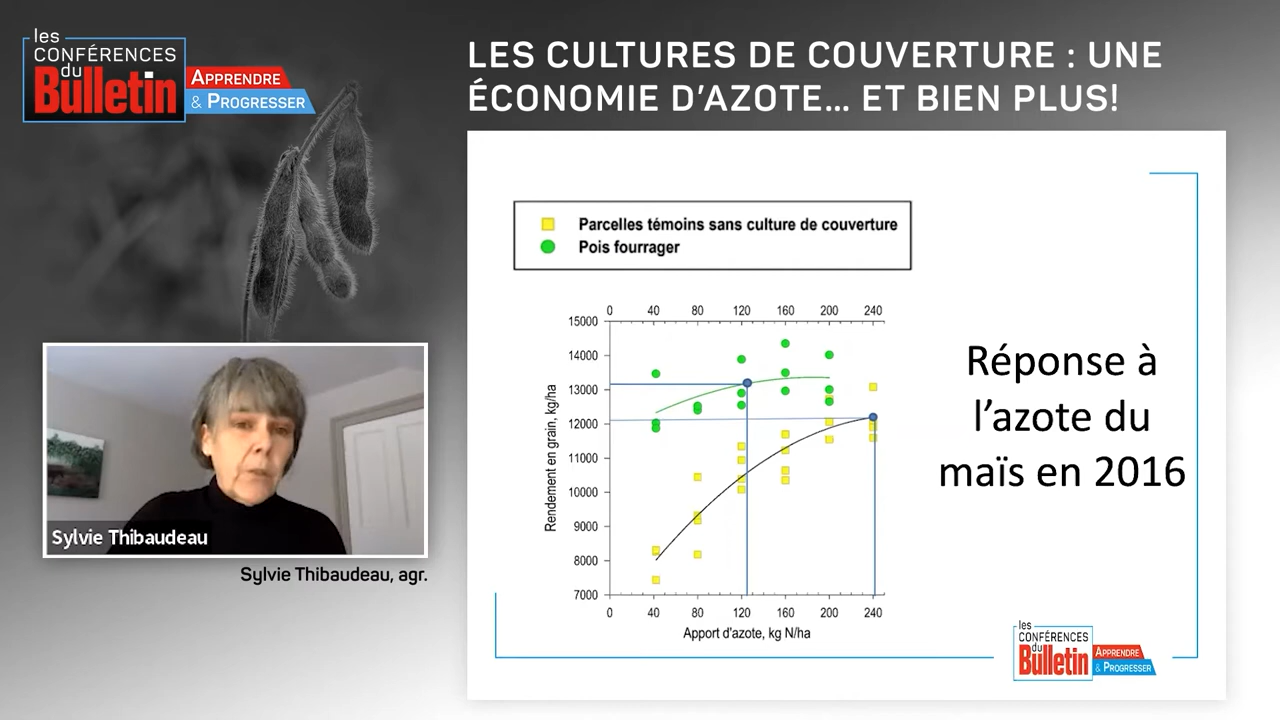 les
CONFÉRENCES
du
Bulletin
APPRENDRE
& PROGRESSER
LES CULTURES DE COUVERTURE : UNE
ÉCONOMIE D'AZOTE... ET BIEN PLUS!
Parcelles témoins sans culture de couverture
Pois fourrager
0 40 80 120 160 200 240
15000
14000
13000
12000
11000
10000
9000
8000
7000
Rendement en grain, kg/ha
0 40 80 120 160 200 240
Apport d'azote, kg N/ha
Réponse à
l'azote du
maïs en 2016
Sylvie Thibaudeau
Sylvie Thibaudeau, agr.
les
CONFÉRENCES
du
Bulletin
APPRENDRE
& PROGRESSER